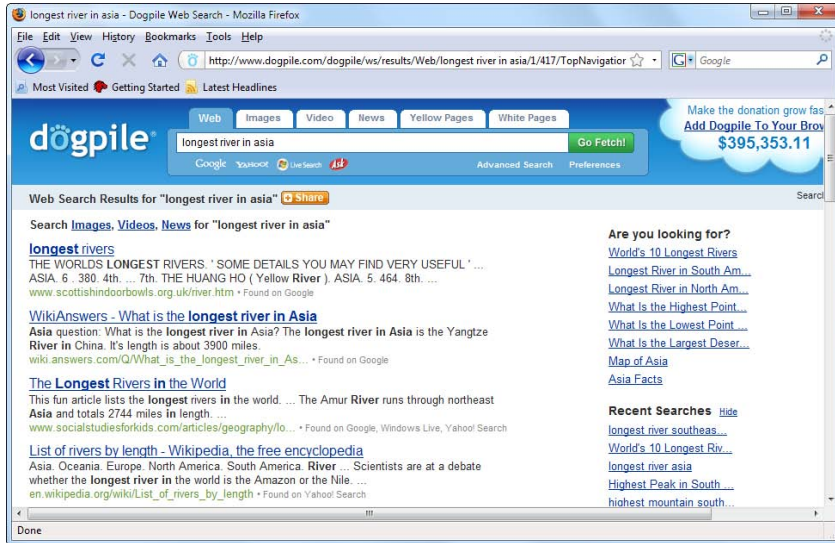 longest river in asia - Dogpile Web Search - Mozilla Firefox
File Edit View History Bookmarks Tools Help
http://www.dogpile.com/dogpile/ws/results/Web/longest river in asia/1/417/TopNavigation
Google
Most Visited Getting Started Latest Headlines
Web Images Video News Yellow Pages White Pages
Make the donation grow fas
Add Dogpile To Your Brow
$395,353.11
dogpile
longest river in asia Go Fetch!
Google YAHOO! Live Search Ask Advanced Search Preferences
Web Search Results for "longest river in asia" Share
Search
Search Images, Videos, News for "longest river in asia"
longest rivers
THE WORLDS LONGEST RIVERS. ' SOME DETAILS YOU MAY FIND VERY USEFUL ' ...
ASIA. 6 . 380. 4th. ... 7th. THE HUANG HO ( Yellow River ). ASIA. 5. 464. 8th. ...
www.scottishindoorbowls.org.uk/river.htm • Found on Google
WikiAnswers - What is the longest river in Asia
Asia question: What is the longest river in Asia? The longest river in Asia is the Yangtze
River in China. It's length is about 3900 miles.
wiki.answers.com/Q/What_is_the_longest_river_in_As... • Found on Google
The Longest Rivers in the World
This fun article lists the longest rivers in the world. ... The Amur River runs through northeast
Asia and totals 2744 miles in length. ...
www.socialstudiesforkids.com/articles/geography/lo... • Found on Google, Windows Live, Yahoo! Search
List of rivers by length - Wikipedia, the free encyclopedia
Asia. Oceania. Europe. North America. South America. River ... Scientists are at a debate
whether the longest river in the world is the Amazon or the Nile. ...
en.wikipedia.org/wiki/List_of_rivers_by_length • Found on Yahoo! Search
Are you looking for?
World's 10 Longest Rivers
Longest River in South Am...
Longest River in North Am...
What Is the Highest Point...
What Is the Lowest Point ...
What Is the Largest Deser...
Map of Asia
Asia Facts
Recent Searches Hide
longest river southeas...
World's 10 Longest Riv...
longest river asia
Highest Peak in South ...
highest mountain south...
Done